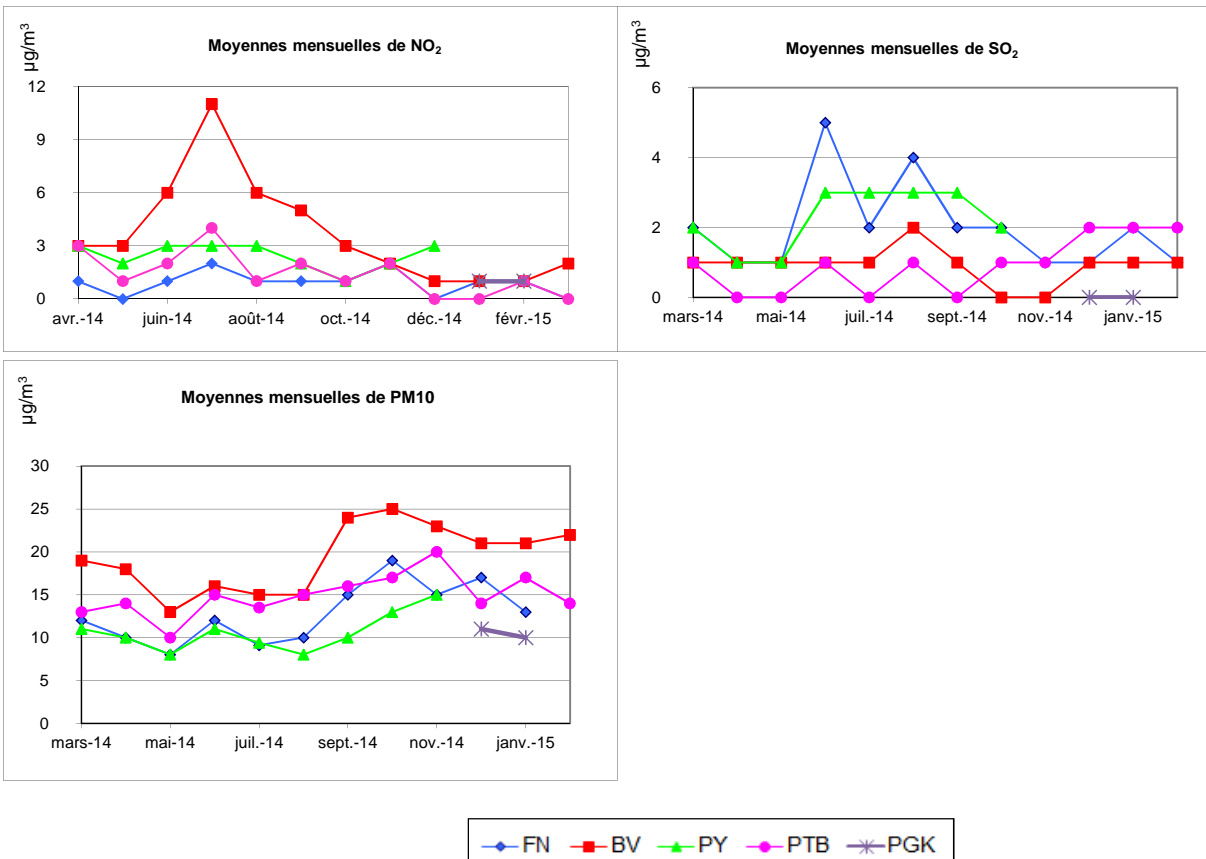 Moyennes mensuelles de NO₂
µg/m³
12
9
6
3
0
avr.-14 juin-14 août-14 oct.-14 déc.-14 févr.-15
Moyennes mensuelles de SO₂
µg/m³
6
4
2
0
mars-14 mai-14 juil.-14 sept.-14 nov.-14 janv.-15
Moyennes mensuelles de PM10
µg/m³
30
25
20
15
10
5
0
mars-14 mai-14 juil.-14 sept.-14 nov.-14 janv.-15
FN BV PY PTB PGK